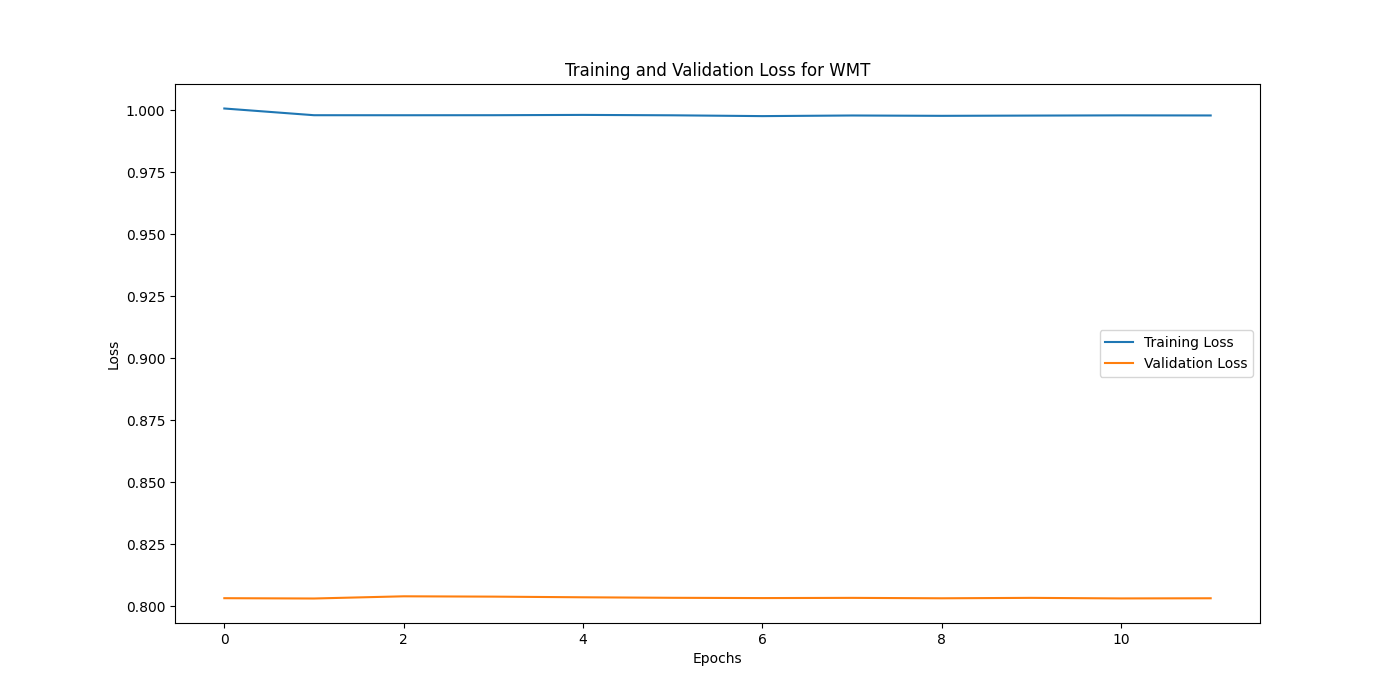 Training and Validation Loss for WMT
1.000
0.975
0.950
0.925
0.900
0.875
0.850
0.825
0.800
Loss
Training Loss
Validation Loss
0 2 4 6 8 10
Epochs